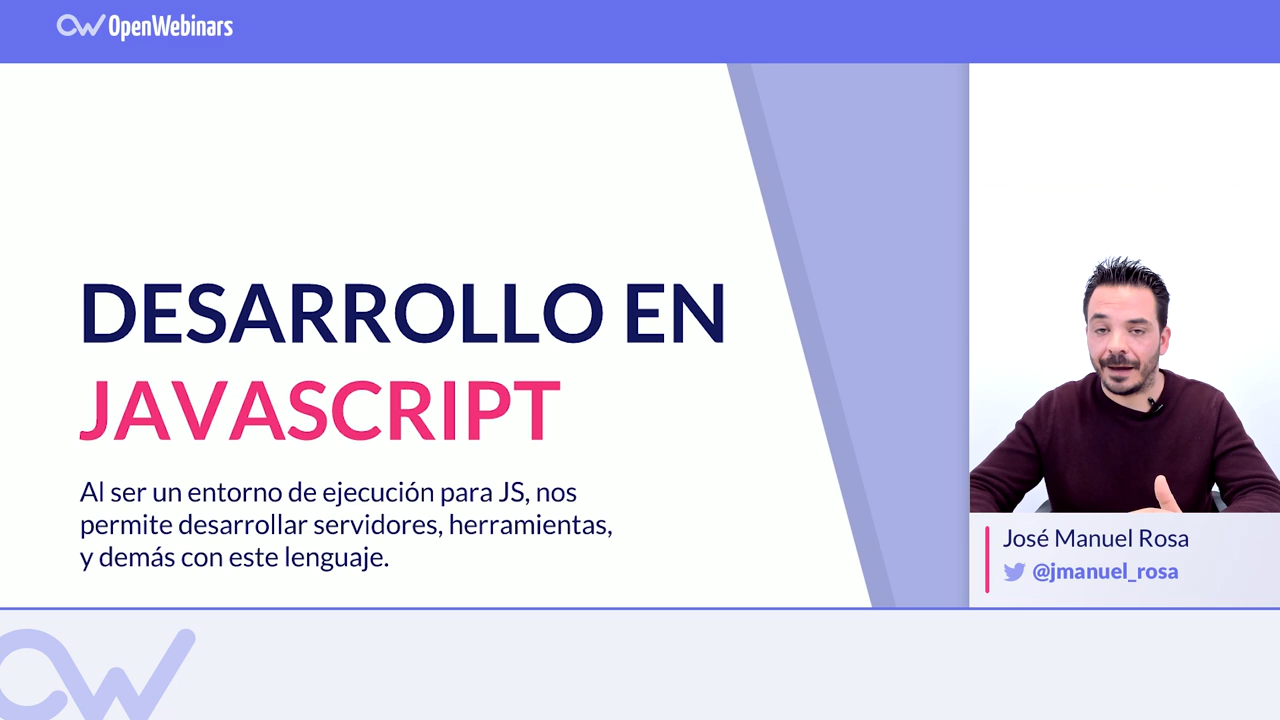 OpenWebinars
DESARROLLO EN
JAVASCRIPT
Al ser un entorno de ejecución para JS, nos
permite desarrollar servidores, herramientas,
y demás con este lenguaje.
José Manuel Rosa
@jmanuel_rosa